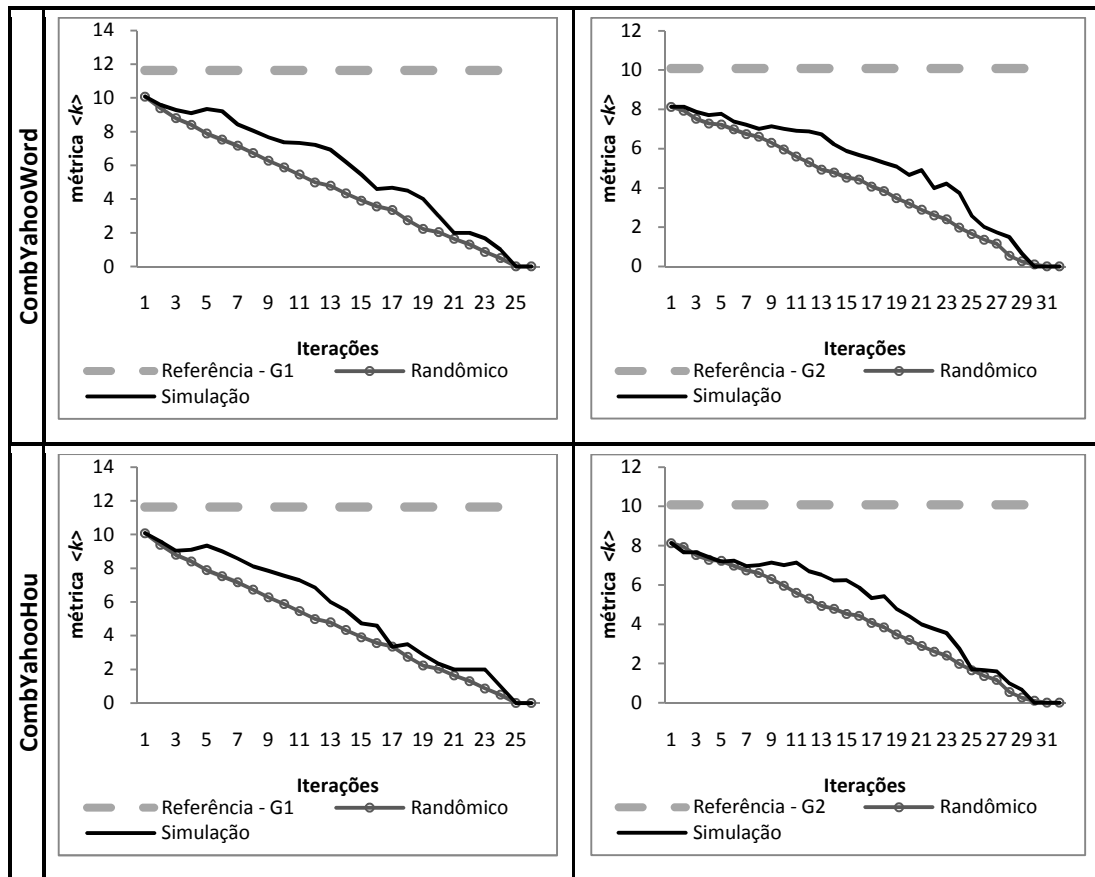 CombYahooWord
métrica <k>
14
12
10
8
6
4
2
0
1 3 5 7 9 11 13 15 17 19 21 23 25
Iterações
Referência - G1
Randômico
Simulação
métrica <k>
12
10
8
6
4
2
0
1 3 5 7 9 11 13 15 17 19 21 23 25 27 29 31
Iterações
Referência - G2
Randômico
Simulação
CombYahooHou
métrica <k>
14
12
10
8
6
4
2
0
1 3 5 7 9 11 13 15 17 19 21 23 25
Iterações
Referência - G1
Randômico
Simulação
métrica <k>
12
10
8
6
4
2
0
1 3 5 7 9 11 13 15 17 19 21 23 25 27 29 31
Iterações
Referência - G2
Randômico
Simulação